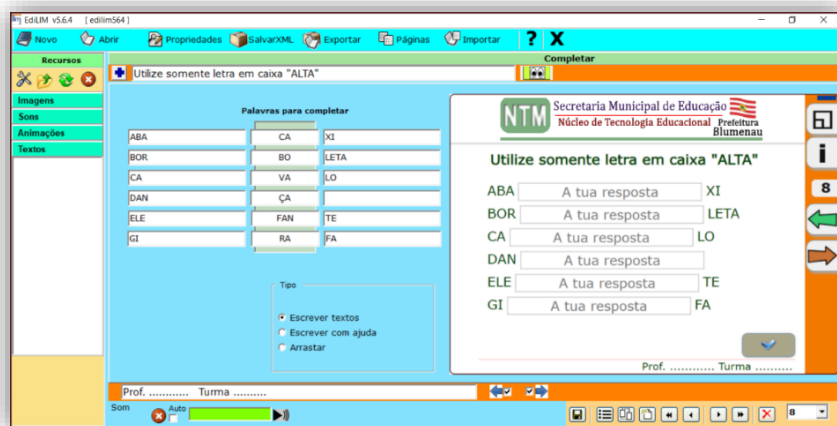 EdiLIM v5.6.4 [ edilim564 ]
Novo Abrir Propriedades SalvarXML Exportar Páginas Importar ? X
Recursos
Completar
Utilize somente letra em caixa "ALTA"
Imagens
Sons
Animações
Textos
Palavras para completar
ABA CA XI
BOR BO LETA
CA VA LO
DAN ÇA
ELE FAN TE
GI RA FA
Tipo
Escrever textos
Escrever com ajuda
Arrastar
NTM
Secretaria Municipal de Educação
Núcleo de Tecnologia Educacional
Prefeitura
Blumenau
Utilize somente letra em caixa "ALTA"
ABA A tua resposta XI
BOR A tua resposta LETA
CA A tua resposta LO
DAN A tua resposta
ELE A tua resposta TE
GI A tua resposta FA
Prof. ............ Turma ..........
i
8
Prof. ............ Turma ..........
Som
Auto
8